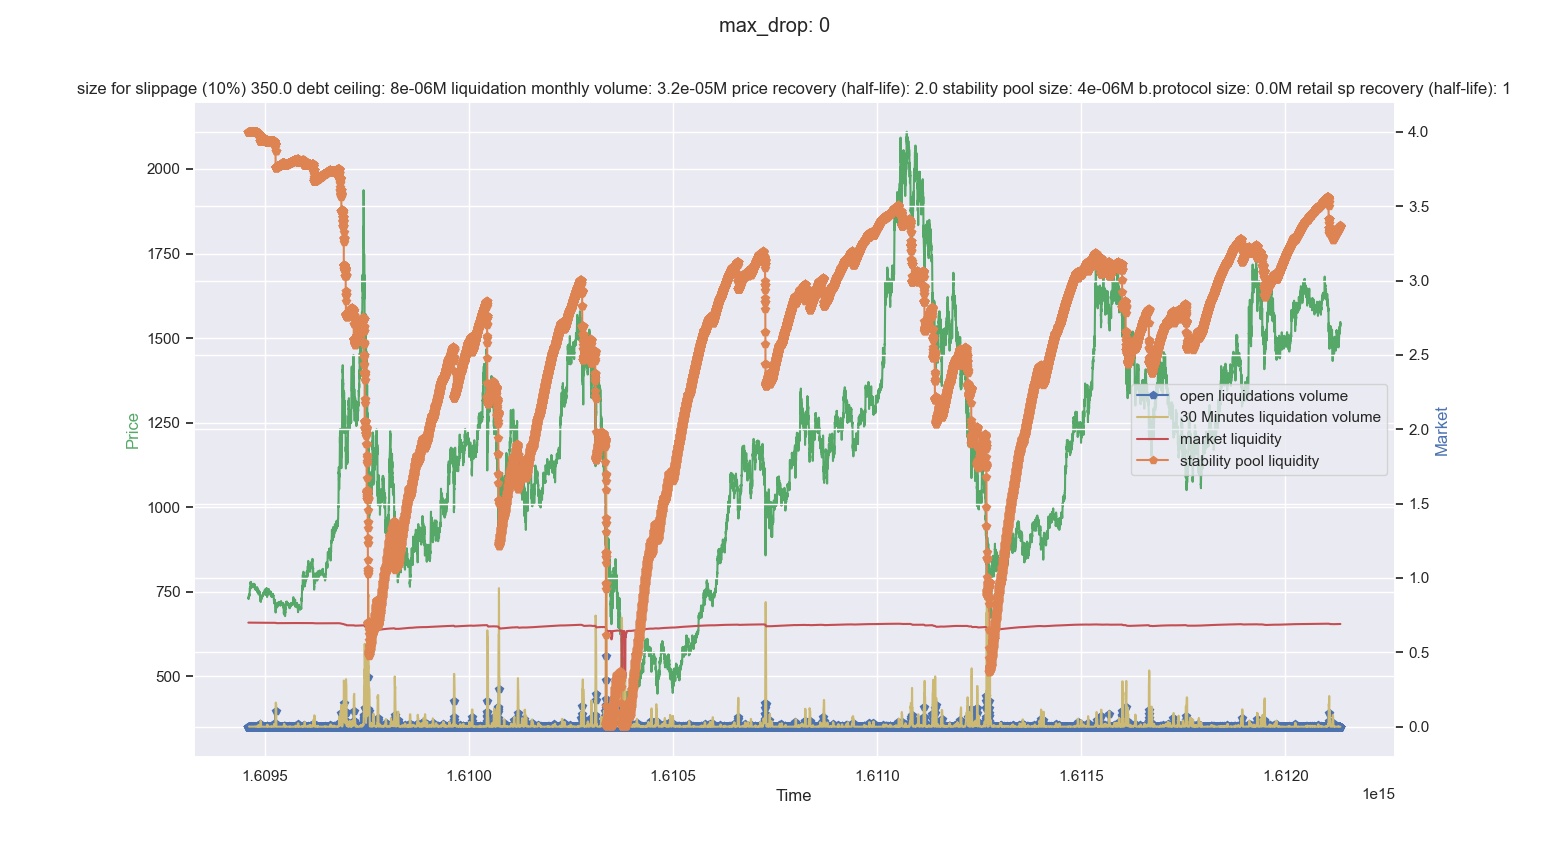 max_drop: 0
size for slippage (10%) 350.0 debt ceiling: 8e-06M liquidation monthly volume: 3.2e-05M price recovery (half-life): 2.0 stability pool size: 4e-06M b.protocol size: 0.0M retail sp recovery (half-life): 1
2000
1750
1500
1250
1000
750
500
Price
4.0
3.5
3.0
2.5
2.0
1.5
1.0
0.5
0.0
Market
open liquidations volume
30 Minutes liquidation volume
market liquidity
stability pool liquidity
1.6095
1.6100
1.6105
1.6110
1.6115
1.6120
Time
1e15